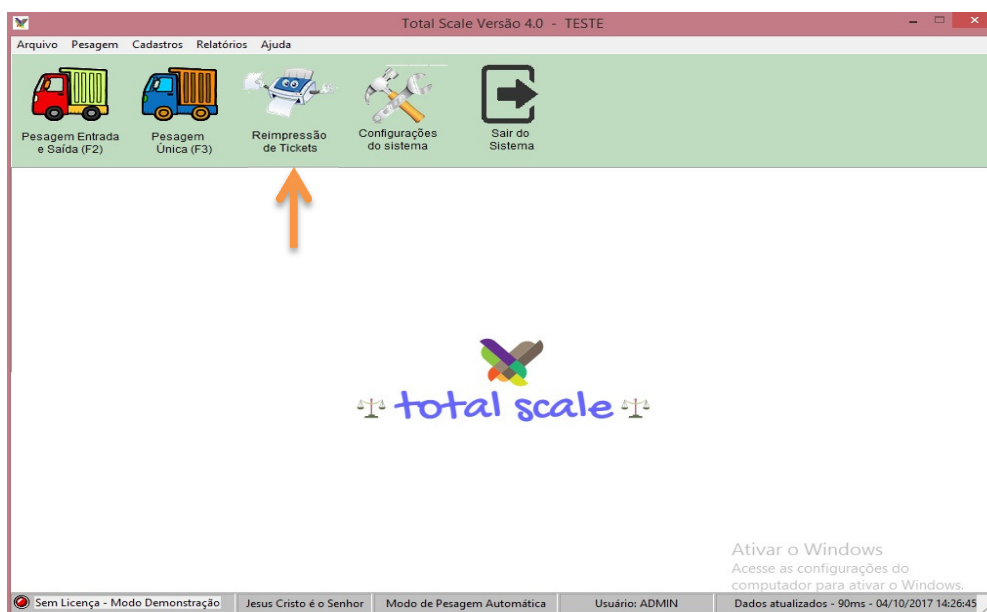 Total Scale Versão 4.0 - TESTE
Arquivo Pesagem Cadastros Relatórios Ajuda
Pesagem Entrada
e Saída (F2)
Pesagem
Única (F3)
Reimpressão
de Tickets
Configurações
do sistema
Sair do
Sistema
total scale
Ativar o Windows
Acesse as configurações do
computador para ativar o Windows.
Sem Licença - Modo Demonstração
Jesus Cristo é o Senhor
Modo de Pesagem Automática
Usuário: ADMIN
Dados atualizados - 90ms - 04/10/2017 14:26:45